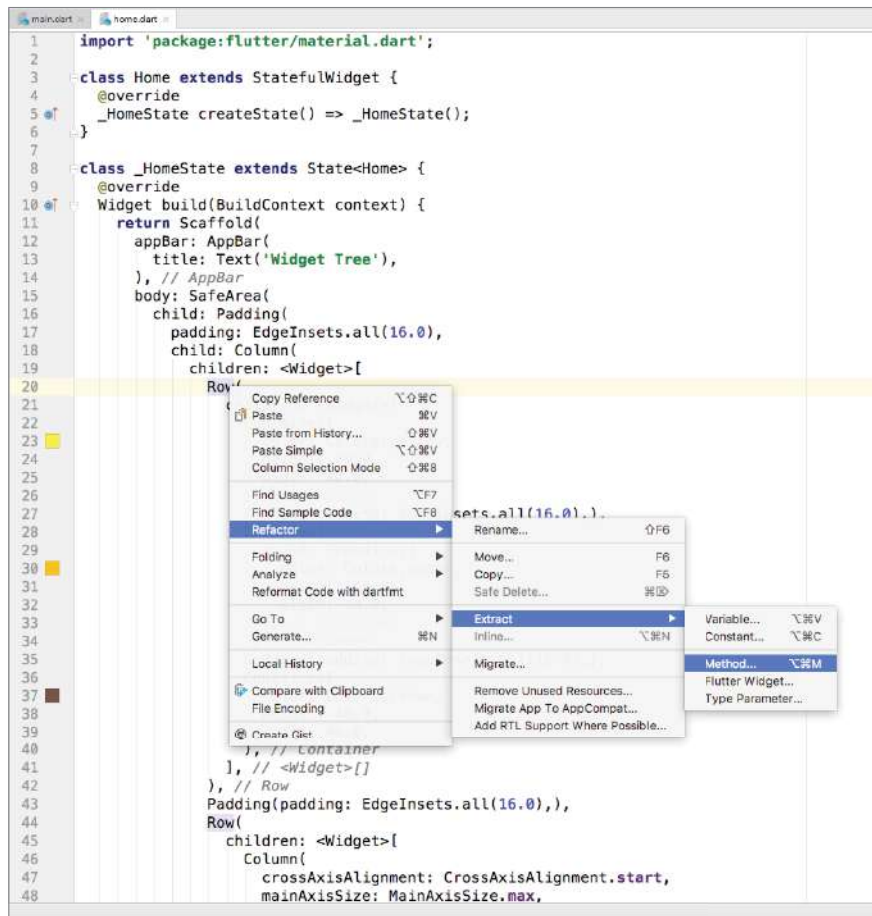 main.dart home.dart
1 import 'package:flutter/material.dart';
2
3 class Home extends StatefulWidget {
4 @override
5 _HomeState createState() => _HomeState();
6 }
7
8 class _HomeState extends State<Home> {
9 @override
10 Widget build(BuildContext context) {
11 return Scaffold(
12 appBar: AppBar(
13 title: Text('Widget Tree'),
14 ), // AppBar
15 body: SafeArea(
16 child: Padding(
17 padding: EdgeInsets.all(16.0),
18 child: Column(
19 children: <Widget>[
20 Row(
21
22
23
24
25
26
27 sets.all(16.0),),
28
29
30
31
32
33
34
35
36
37
38
39
40 ), // Container
41 ], // <Widget>[]
42 ), // Row
43 Padding(padding: EdgeInsets.all(16.0),),
44 Row(
45 children: <Widget>[
46 Column(
47 crossAxisAlignment: CrossAxisAlignment.start,
48 mainAxisSize: MainAxisSize.max,
Copy Reference ⌥⇧⌘C
Paste ⌘V
Paste from History... ⇧⌘V
Paste Simple ⌥⇧⌘V
Column Selection Mode ⇧⌘8
Find Usages ⌥F7
Find Sample Code ⌥F8
Refactor
Folding
Analyze
Reformat Code with dartfmt
Go To
Generate... ⌘N
Local History
Compare with Clipboard
File Encoding
Create Gist
Rename... ⇧F6
Move... F6
Copy... F5
Safe Delete... ⌘⌦
Extract
Inline... ⌥⌘N
Migrate...
Remove Unused Resources...
Migrate App To AppCompat...
Add RTL Support Where Possible...
Variable... ⌥⌘V
Constant... ⌥⌘C
Method... ⌥⌘M
Flutter Widget...
Type Parameter...